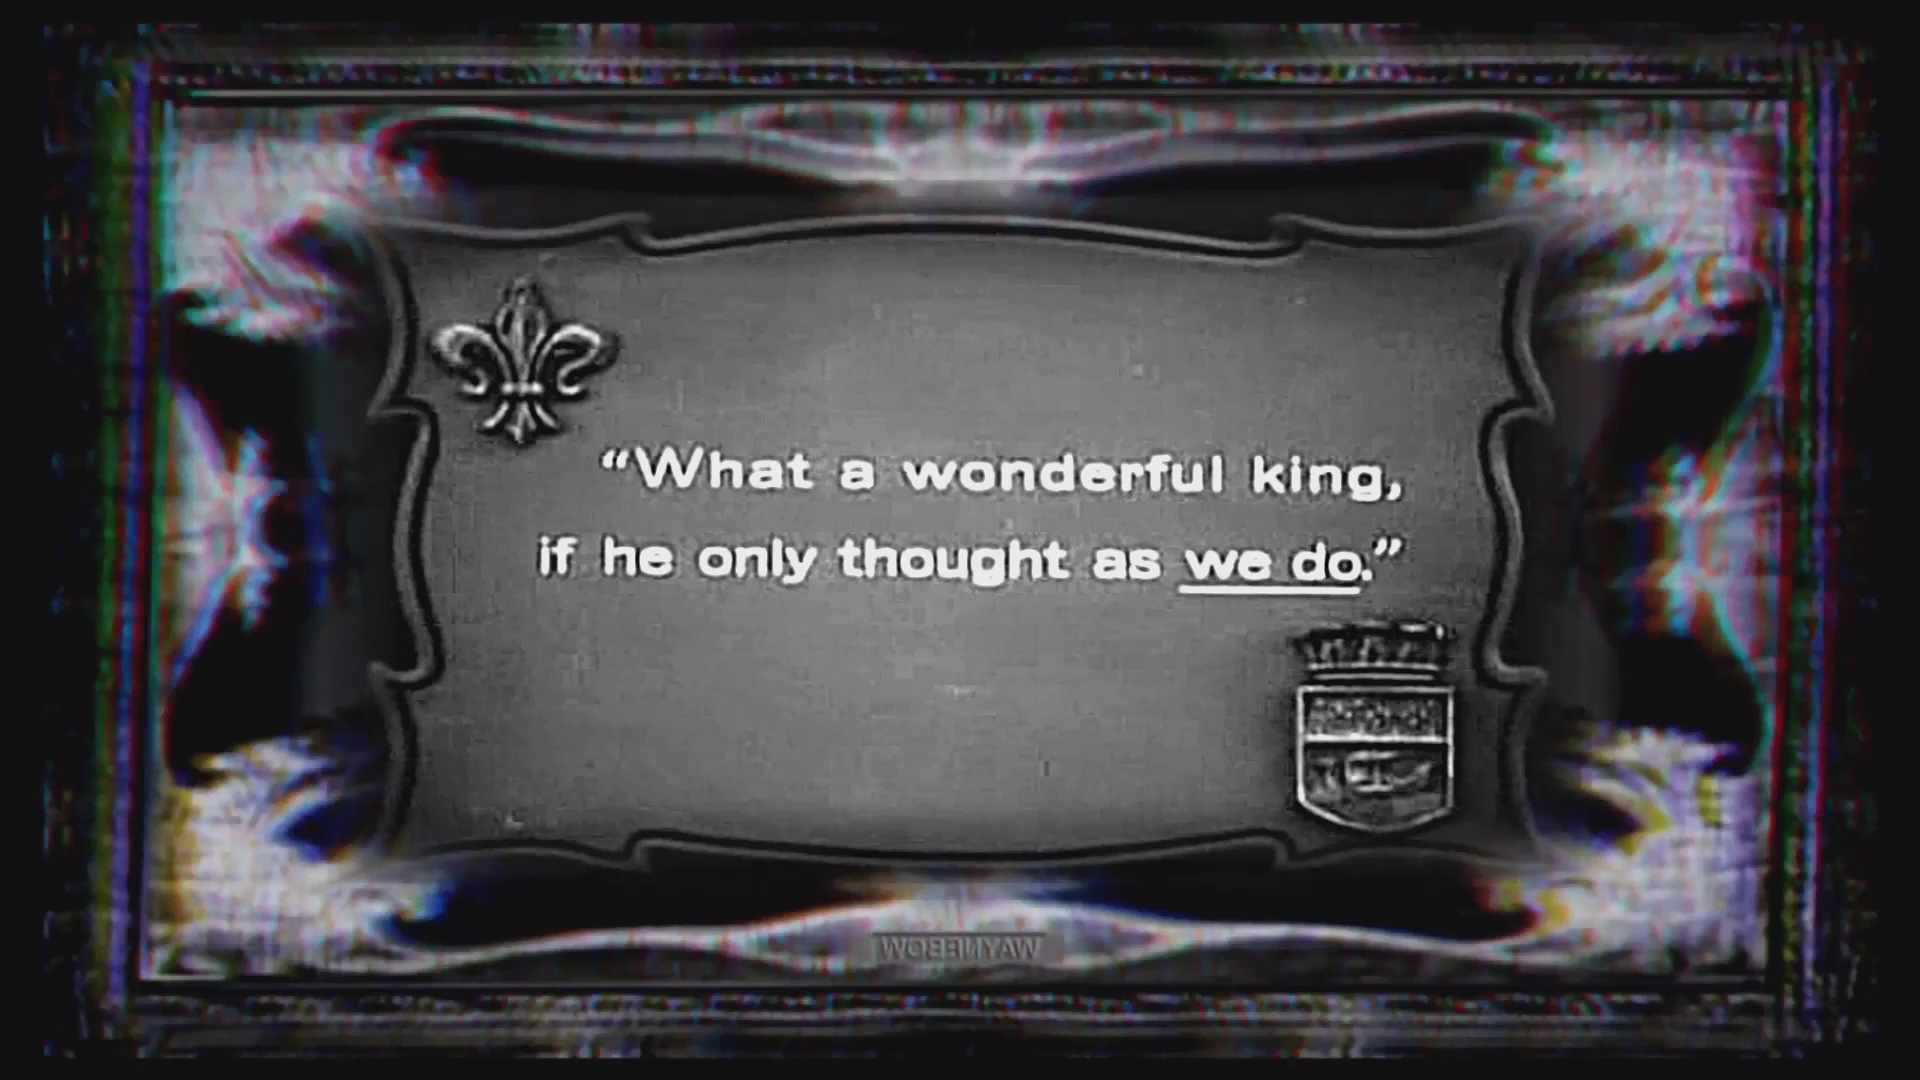 “What a wonderful king,
if he only thought as we do.”